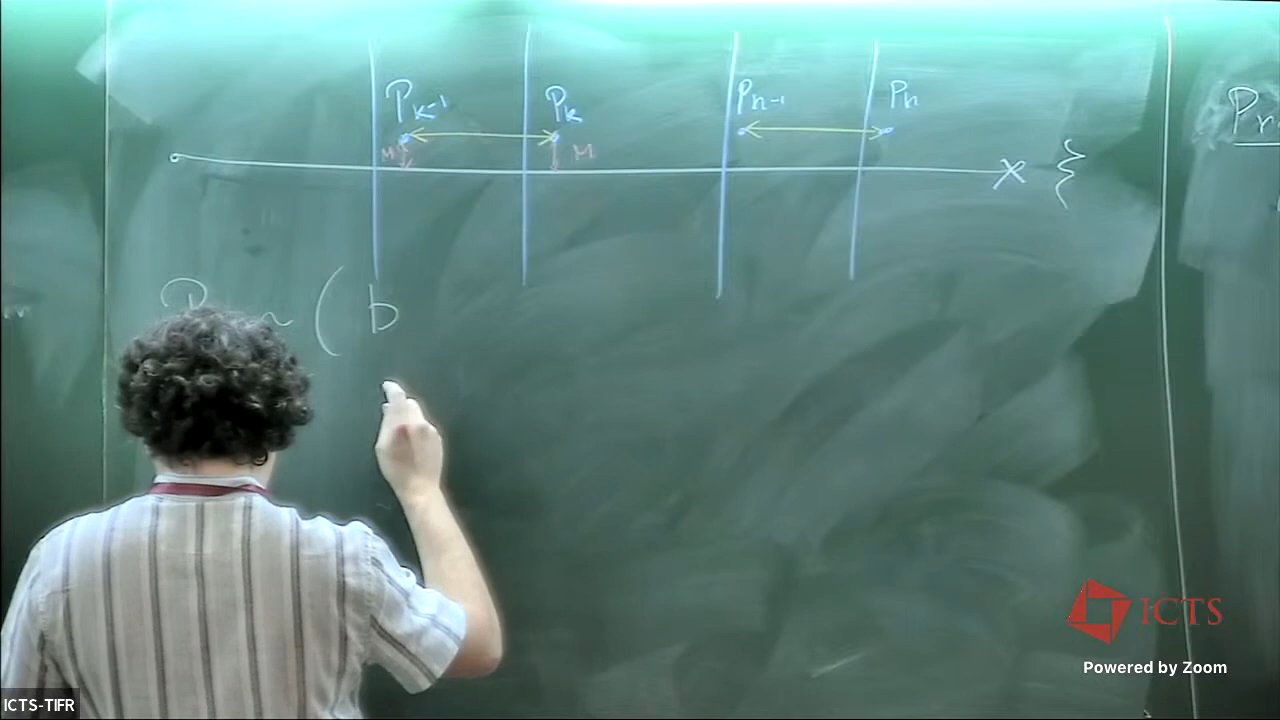 P_{k-1} P_k P_{n-1} P_n
M M
x ξ
P ~ ( b
P
ICTS
Powered by Zoom
ICTS-TIFR